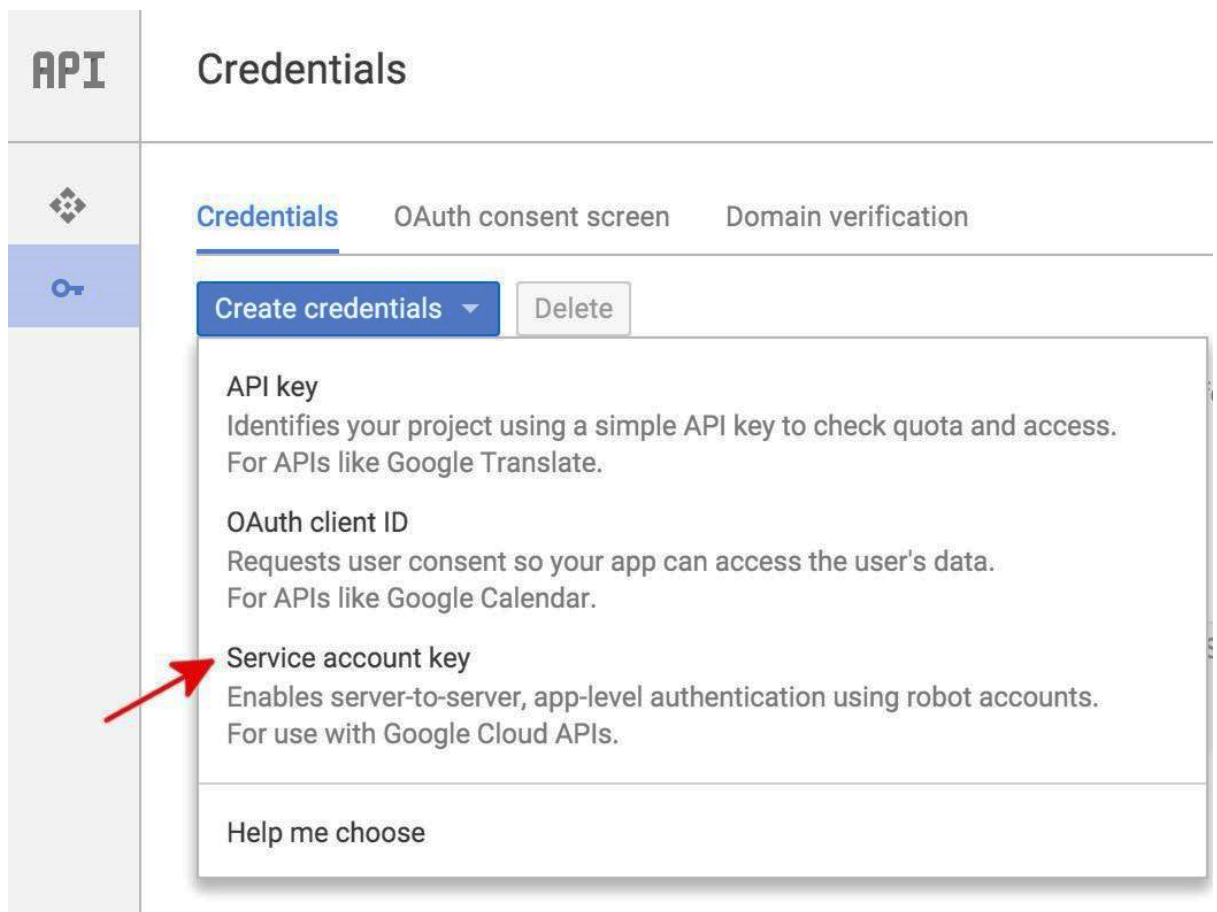 API
Credentials
Credentials OAuth consent screen Domain verification
Create credentials Delete
API key
Identifies your project using a simple API key to check quota and access.
For APIs like Google Translate.
OAuth client ID
Requests user consent so your app can access the user's data.
For APIs like Google Calendar.
Service account key
Enables server-to-server, app-level authentication using robot accounts.
For use with Google Cloud APIs.
Help me choose